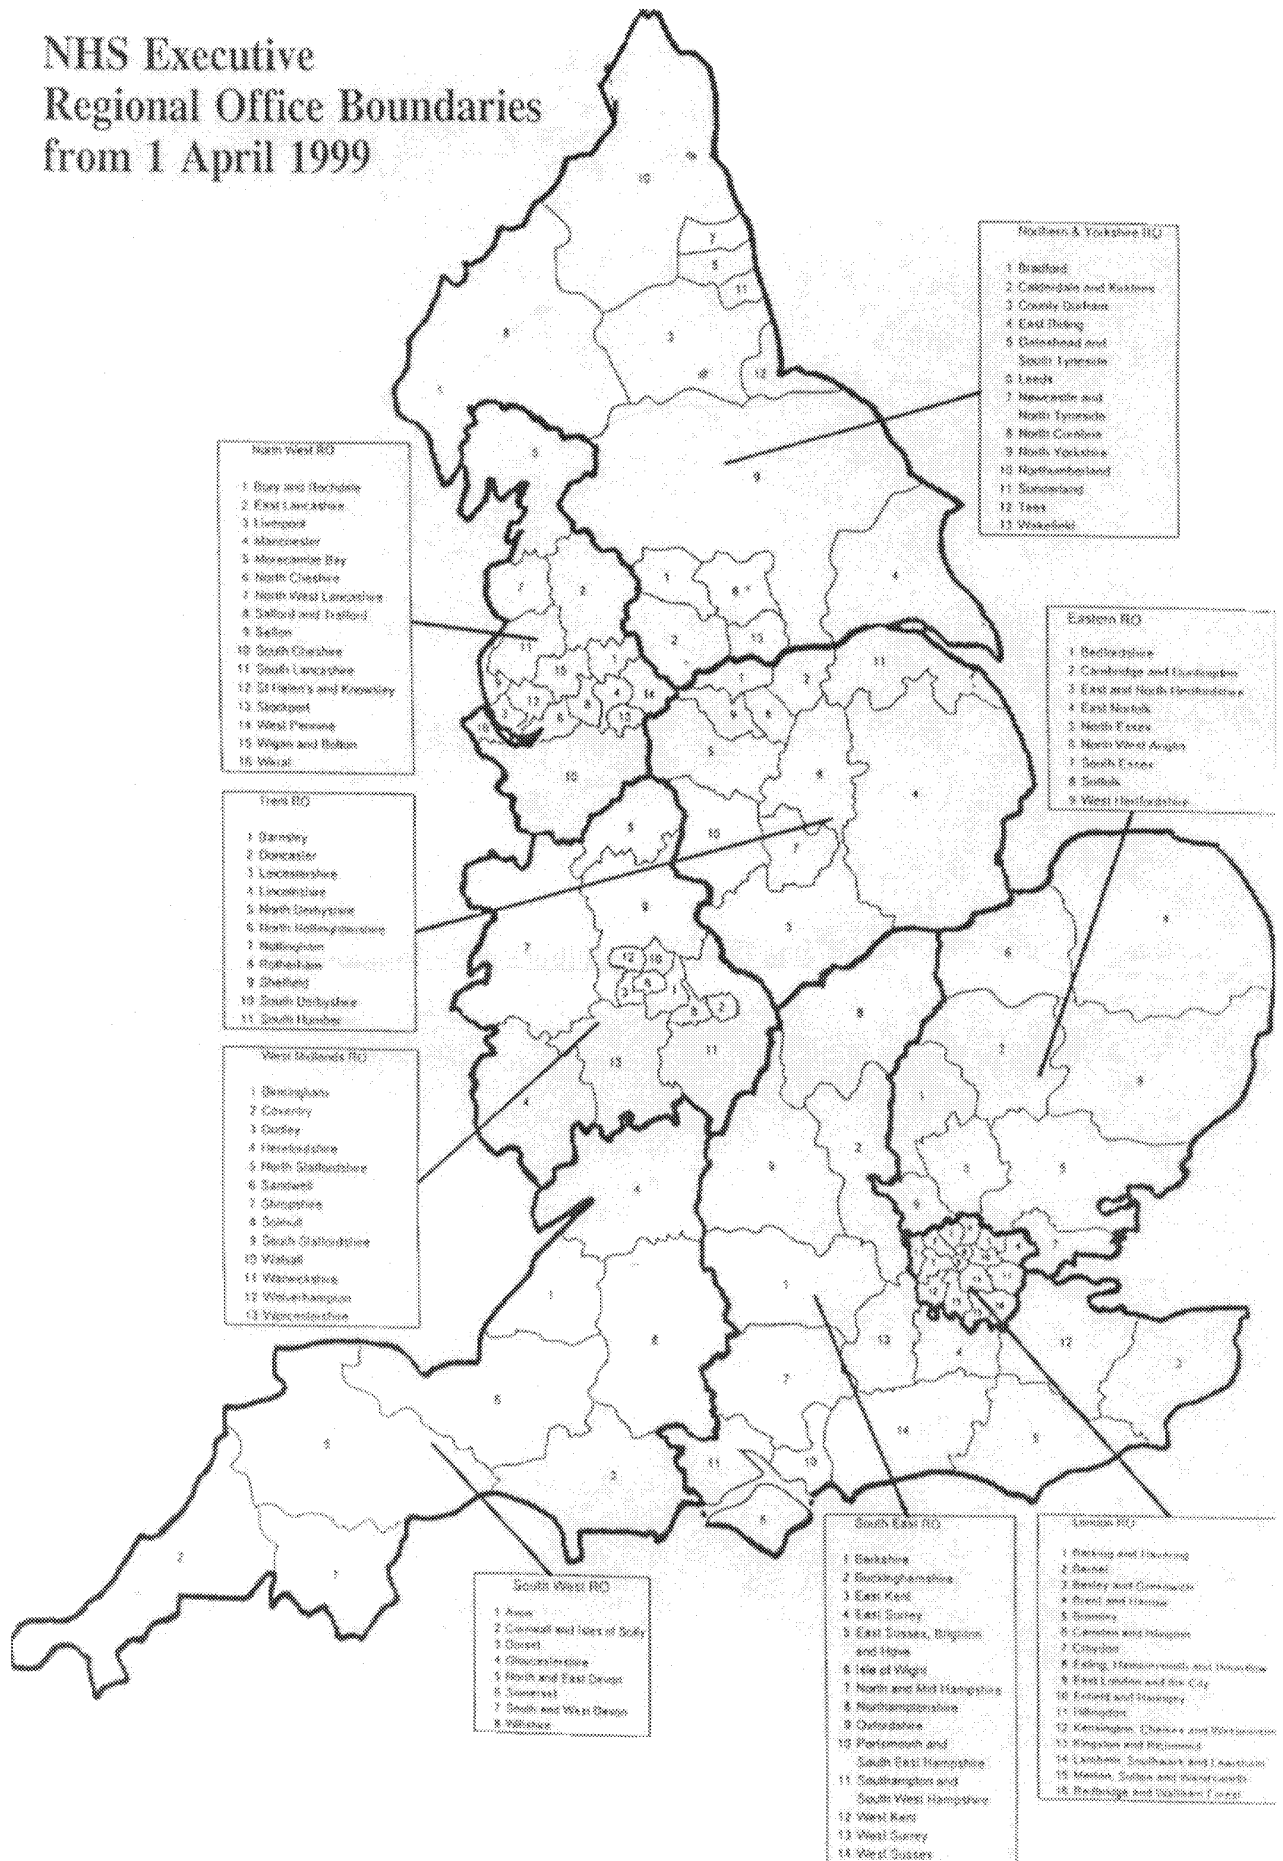 NHS Executive
Regional Office Boundaries
from 1 April 1999
Northern & Yorkshire RO
1 Bradford
2 Calderdale and Kirklees
3 County Durham
4 East Riding
5 Gateshead and
South Tyneside
6 Leeds
7 Newcastle and
North Tyneside
8 North Cumbria
9 North Yorkshire
10 Northumberland
11 Sunderland
12 Tees
13 Wakefield
North West RO
1 Bury and Rochdale
2 East Lancashire
3 Liverpool
4 Manchester
5 Morecambe Bay
6 North Cheshire
7 North West Lancashire
8 Salford and Trafford
9 Sefton
10 South Cheshire
11 South Lancashire
12 St Helen's and Knowsley
13 Stockport
14 West Pennine
15 Wigan and Bolton
16 Wirral
Eastern RO
1 Bedfordshire
2 Cambridge and Huntingdon
3 East and North Hertfordshire
4 East Norfolk
5 North Essex
6 North West Anglia
7 South Essex
8 Suffolk
9 West Hertfordshire
Trent RO
1 Barnsley
2 Doncaster
3 Leicestershire
4 Lincolnshire
5 North Derbyshire
6 North Nottinghamshire
7 Nottingham
8 Rotherham
9 Sheffield
10 South Derbyshire
11 South Humber
West Midlands RO
1 Birmingham
2 Coventry
3 Dudley
4 Herefordshire
5 North Staffordshire
6 Sandwell
7 Shropshire
8 Solihull
9 South Staffordshire
10 Walsall
11 Warwickshire
12 Wolverhampton
13 Worcestershire
South West RO
1 Avon
2 Cornwall and Isles of Scilly
3 Dorset
4 Gloucestershire
5 North and East Devon
6 Somerset
7 South and West Devon
8 Wiltshire
South East RO
1 Berkshire
2 Buckinghamshire
3 East Kent
4 East Surrey
5 East Sussex, Brighton
and Hove
6 Isle of Wight
7 North and Mid Hampshire
8 Northamptonshire
9 Oxfordshire
10 Portsmouth and
South East Hampshire
11 Southampton and
South West Hampshire
12 West Kent
13 West Surrey
14 West Sussex
London RO
1 Barking and Havering
2 Barnet
3 Bexley and Greenwich
4 Brent and Harrow
5 Bromley
6 Camden and Islington
7 Croydon
8 Ealing, Hammersmith and Hounslow
9 East London and the City
10 Enfield and Haringey
11 Hillingdon
12 Kensington, Chelsea and Westminster
13 Kingston and Richmond
14 Lambeth, Southwark and Lewisham
15 Merton, Sutton and Wandsworth
16 Redbridge and Waltham Forest